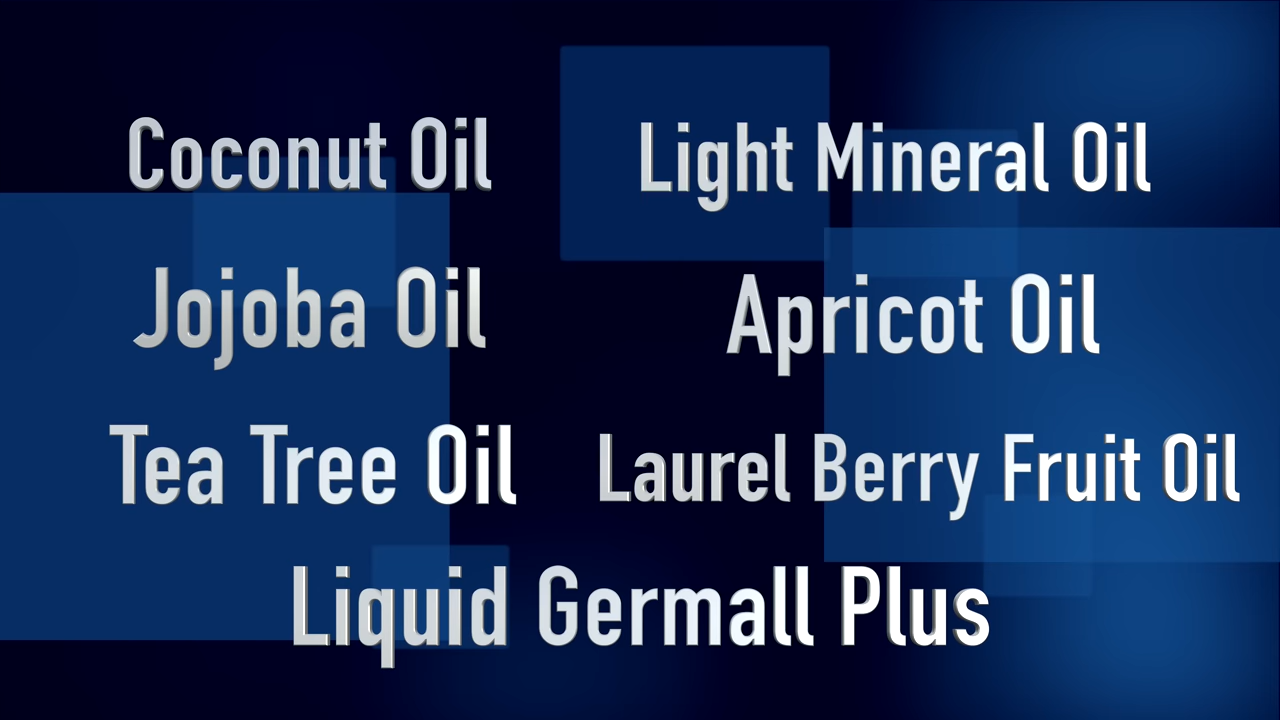 Coconut Oil
Light Mineral Oil
Jojoba Oil
Apricot Oil
Tea Tree Oil
Laurel Berry Fruit Oil
Liquid Germall Plus